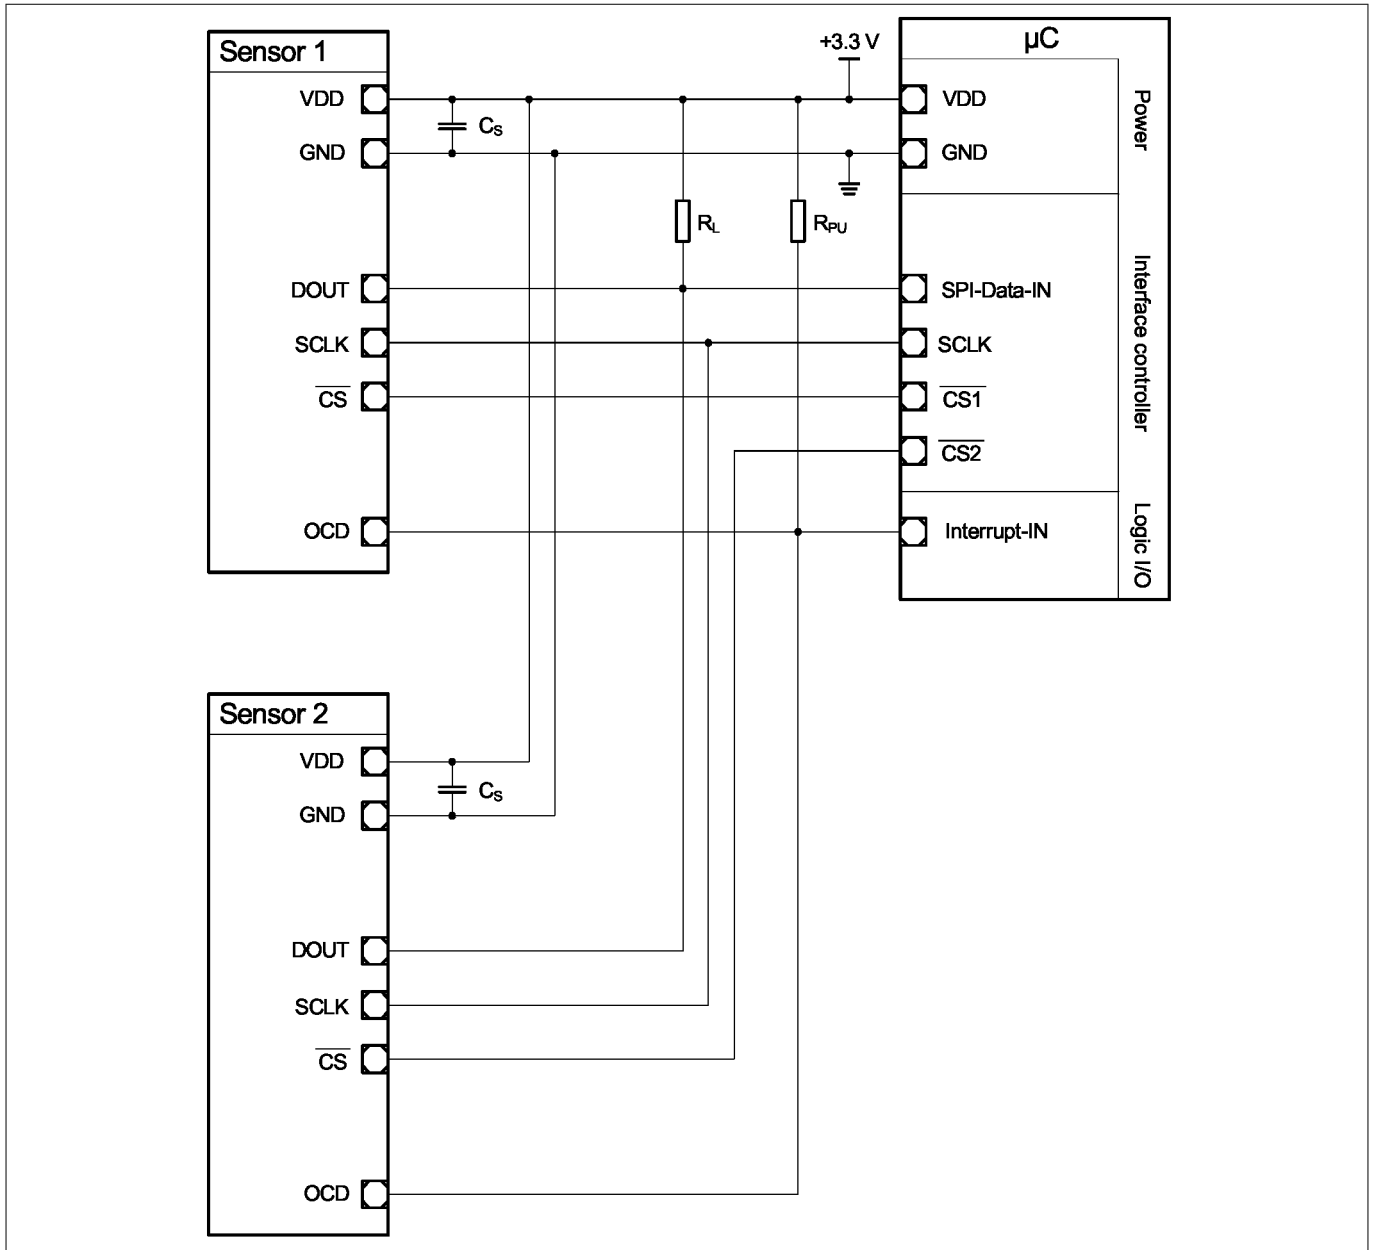 Sensor 1
VDD
GND
DOUT
SCLK
CS
OCD
CS
+3.3 V
RL
RPU
µC
VDD
GND
Power
SPI-Data-IN
SCLK
CS1
CS2
Interface controller
Interrupt-IN
Logic I/O
Sensor 2
VDD
GND
DOUT
SCLK
CS
OCD
CS